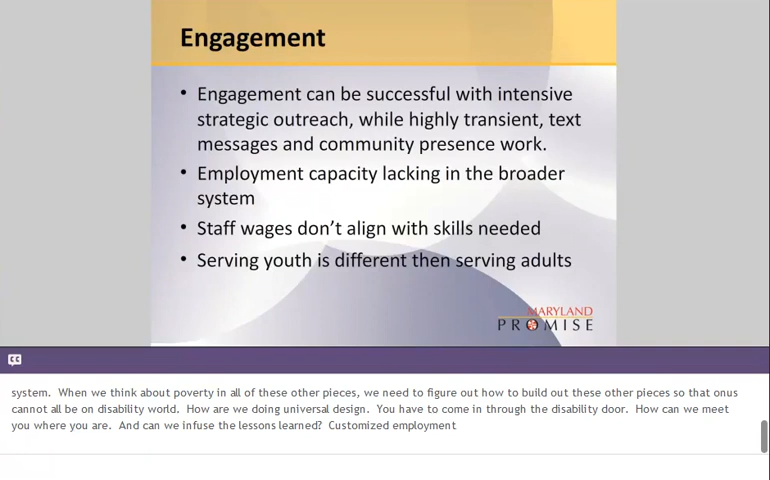 Engagement
• Engagement can be successful with intensive
strategic outreach, while highly transient, text
messages and community presence work.
• Employment capacity lacking in the broader
system
• Staff wages don’t align with skills needed
• Serving youth is different then serving adults
MARYLAND
PROMISE
CC
system. When we think about poverty in all of these other pieces, we need to figure out how to build out these other pieces so that onus
cannot all be on disability world. How are we doing universal design. You have to come in through the disability door. How can we meet
you where you are. And can we infuse the lessons learned? Customized employment